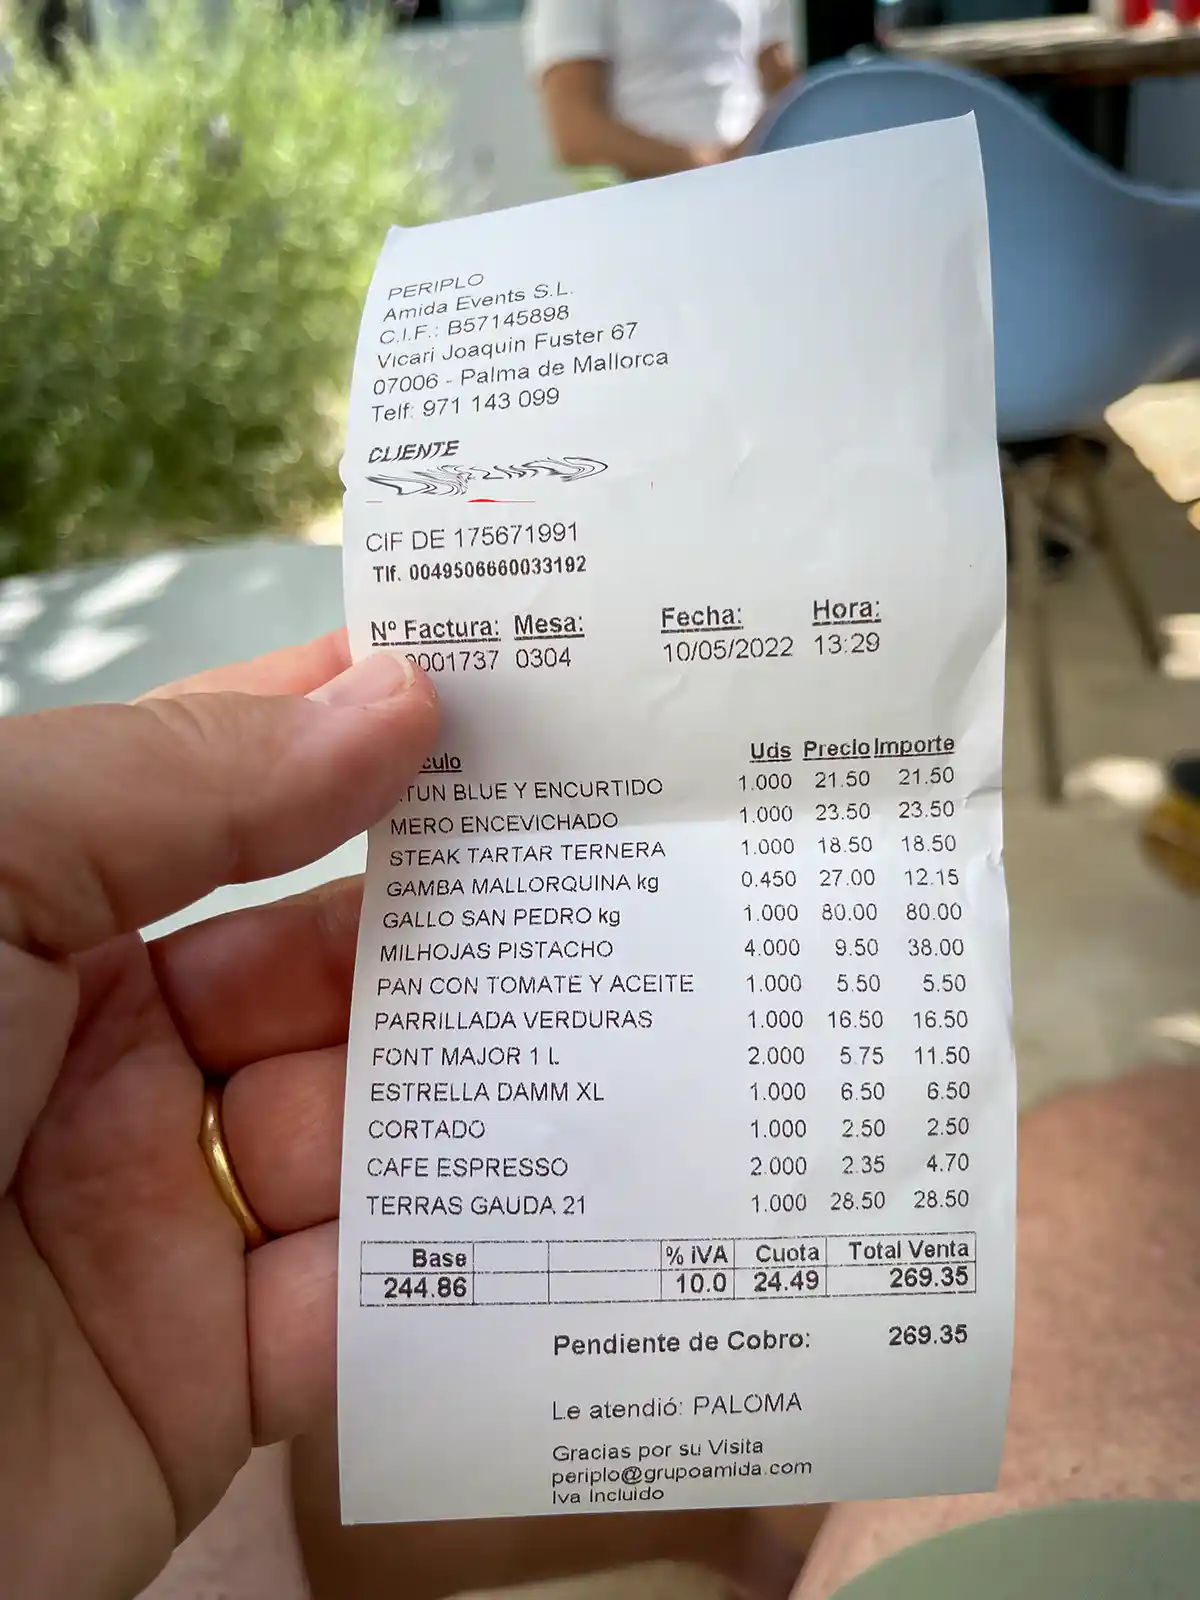 PERIPLO
Amida Events S.L.
C.I.F.: B57145898
Vicari Joaquin Fuster 67
07006 - Palma de Mallorca
Telf: 971 143 099
CLIENTE
CIF DE 175671991
Tlf. 0049506660033192
Nº Factura: Mesa: Fecha: Hora:
0001737 0304 10/05/2022 13:29
culo Uds Precio Importe
TUN BLUE Y ENCURTIDO 1.000 21.50 21.50
MERO ENCEVICHADO 1.000 23.50 23.50
STEAK TARTAR TERNERA 1.000 18.50 18.50
GAMBA MALLORQUINA kg 0.450 27.00 12.15
GALLO SAN PEDRO kg 1.000 80.00 80.00
MILHOJAS PISTACHO 4.000 9.50 38.00
PAN CON TOMATE Y ACEITE 1.000 5.50 5.50
PARRILLADA VERDURAS 1.000 16.50 16.50
FONT MAJOR 1 L 2.000 5.75 11.50
ESTRELLA DAMM XL 1.000 6.50 6.50
CORTADO 1.000 2.50 2.50
CAFE ESPRESSO 2.000 2.35 4.70
TERRAS GAUDA 21 1.000 28.50 28.50
Base % iVA Cuota Total Venta
244.86 10.0 24.49 269.35
Pendiente de Cobro: 269.35
Le atendió: PALOMA
Gracias por su Visita
periplo@grupoamida.com
Iva Incluido